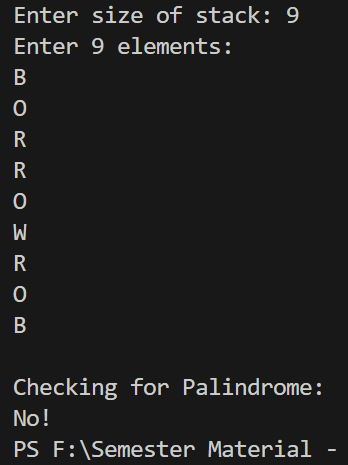 Enter size of stack: 9
Enter 9 elements:
B
O
R
R
O
W
R
O
B
Checking for Palindrome:
No!
PS F:\Semester Material -